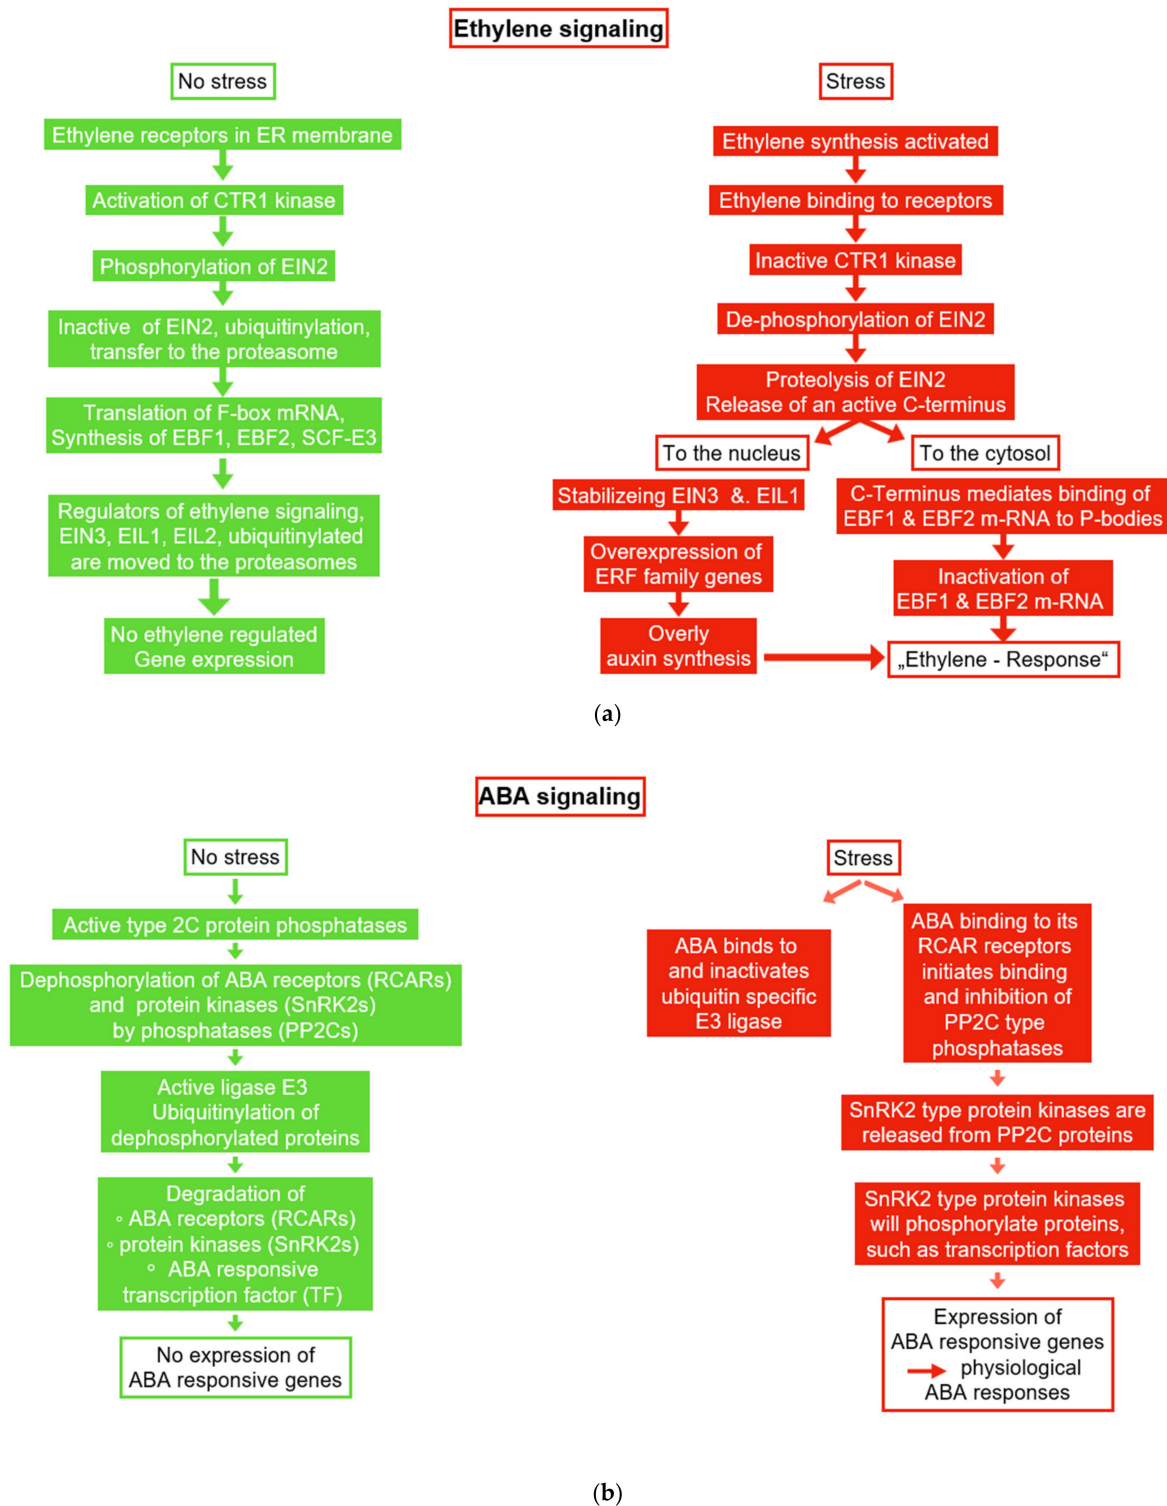 Ethylene signaling
No stress
Ethylene receptors in ER membrane
Activation of CTR1 kinase
Phosphorylation of EIN2
Inactive  of EIN2, ubiquitinylation,
transfer to the proteasome
Translation of F-box mRNA,
Synthesis of EBF1, EBF2, SCF-E3
Regulators of ethylene signaling,
EIN3, EIL1, EIL2, ubiquitinylated
are moved to the proteasomes
No ethylene regulated
Gene expression
Stress
Ethylene synthesis activated
Ethylene binding to receptors
Inactive CTR1 kinase
De-phosphorylation of EIN2
Proteolysis of EIN2
Release of an active C-terminus
To the nucleus
Stabilizeing EIN3  &. EIL1
Overexpression of
ERF family genes
Overly
auxin synthesis
To the cytosol
C-Terminus mediates binding of
EBF1 & EBF2 m-RNA to P-bodies
Inactivation of
EBF1 & EBF2 m-RNA
„Ethylene - Response“
(a)
ABA signaling
No stress
Active type 2C protein phosphatases
Dephosphorylation of ABA receptors (RCARs)
and  protein kinases (SnRK2s)
by phosphatases (PP2Cs)
Active ligase E3
Ubiquitinylation of
dephosphorylated proteins
Degradation of
◦ ABA receptors (RCARs)
◦ protein kinases (SnRK2s)
◦ ABA responsive
transcription factor (TF)
No expression of
ABA responsive genes
Stress
ABA binds to
and inactivates
ubiquitin specific
E3 ligase
ABA binding to its
RCAR receptors
initiates binding
and inhibition of
PP2C type
phosphatases
SnRK2 type protein kinases are
released from PP2C proteins
SnRK2 type protein kinases
will phosphorylate proteins,
such as transcription factors
Expression of
ABA responsive genes
physiological
ABA responses
(b)